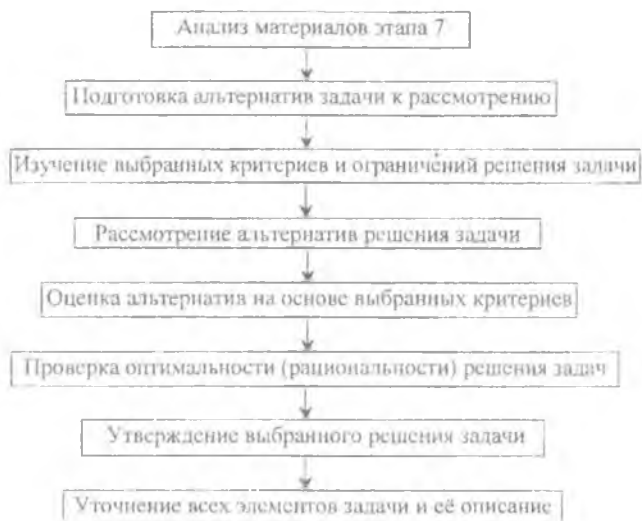 Анализ материалов этапа 7
Подготовка альтернатив задачи к рассмотрению
Изучение выбранных критериев и ограничений решения задачи
Рассмотрение альтернатив решения задачи
Оценка альтернатив на основе выбранных критериев
Проверка оптимальности (рациональности) решения задач
Утверждение выбранного решения задачи
Уточнение всех элементов задачи и её описание